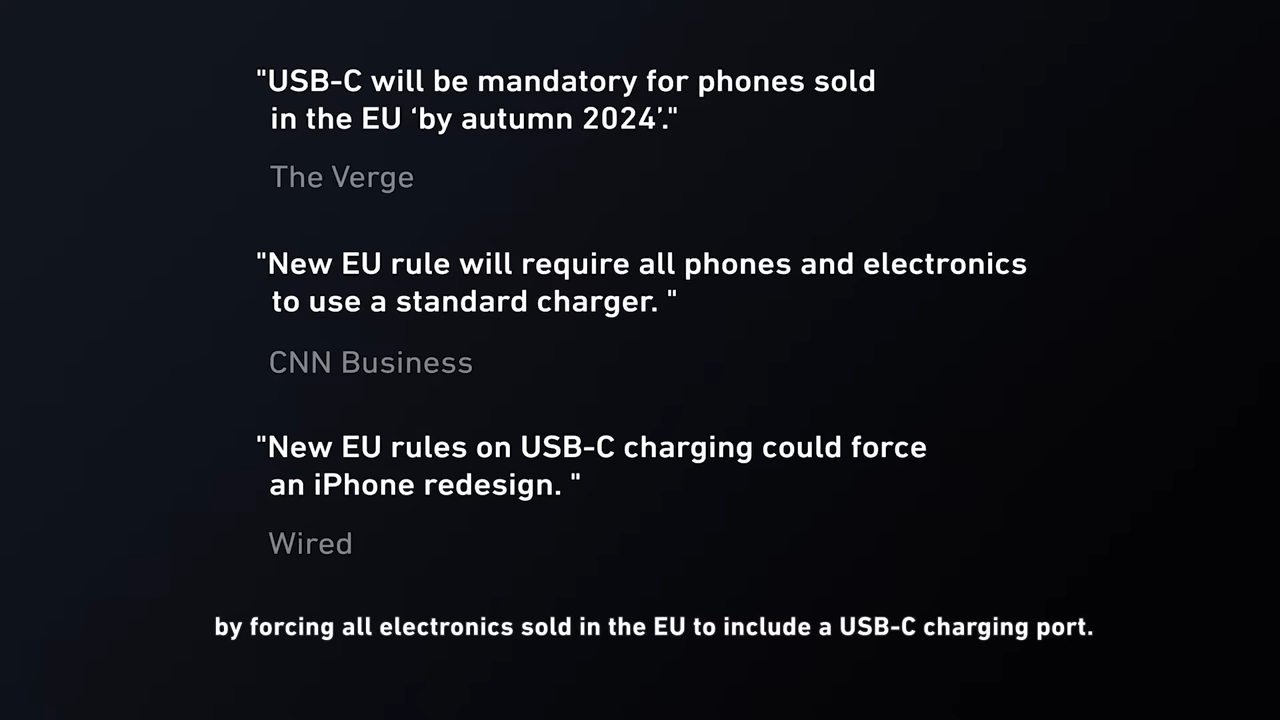 "USB-C will be mandatory for phones sold
in the EU ‘by autumn 2024’."
The Verge
"New EU rule will require all phones and electronics
to use a standard charger. "
CNN Business
"New EU rules on USB-C charging could force
an iPhone redesign. "
Wired
by forcing all electronics sold in the EU to include a USB-C charging port.